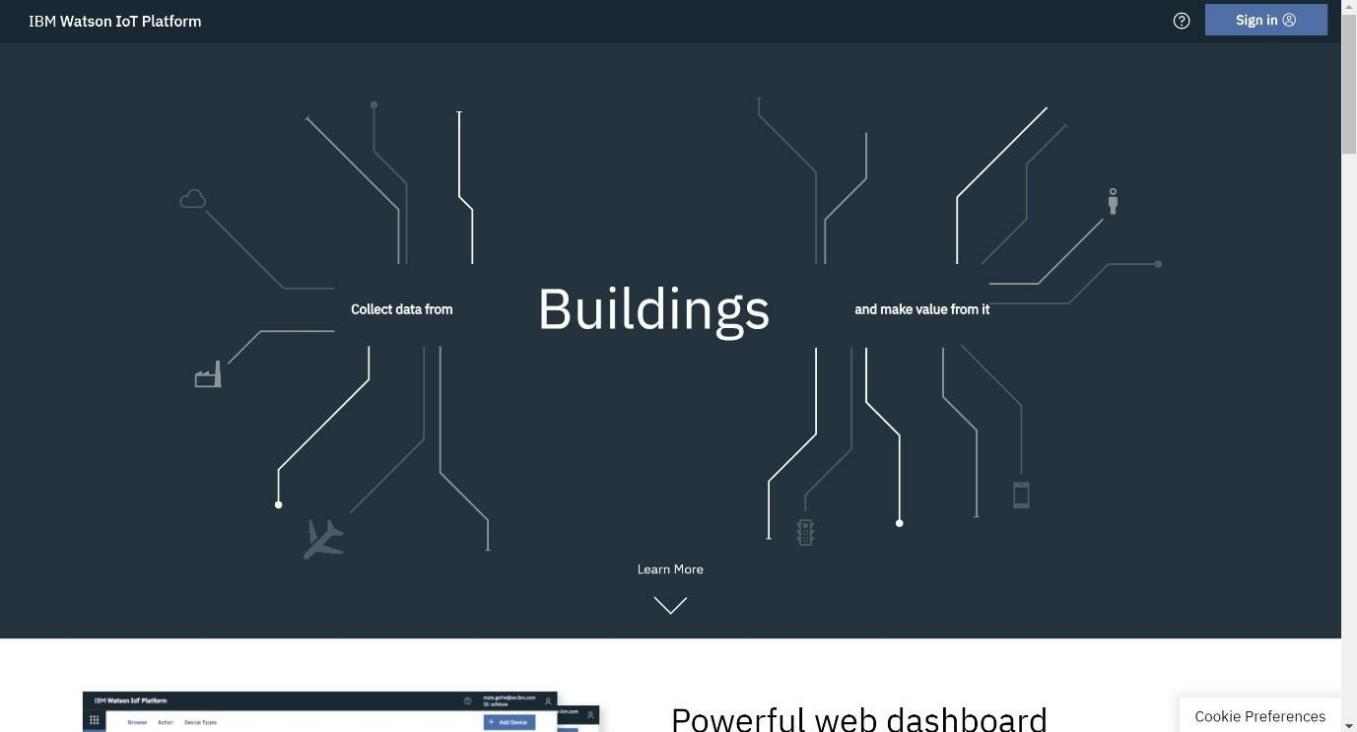 IBM Watson IoT Platform
Sign in
Collect data from
Buildings
and make value from it
Learn More
IBM Watson IoT Platform
Browse Action Device Types
+ Add Device
Powerful web dashboard
Cookie Preferences